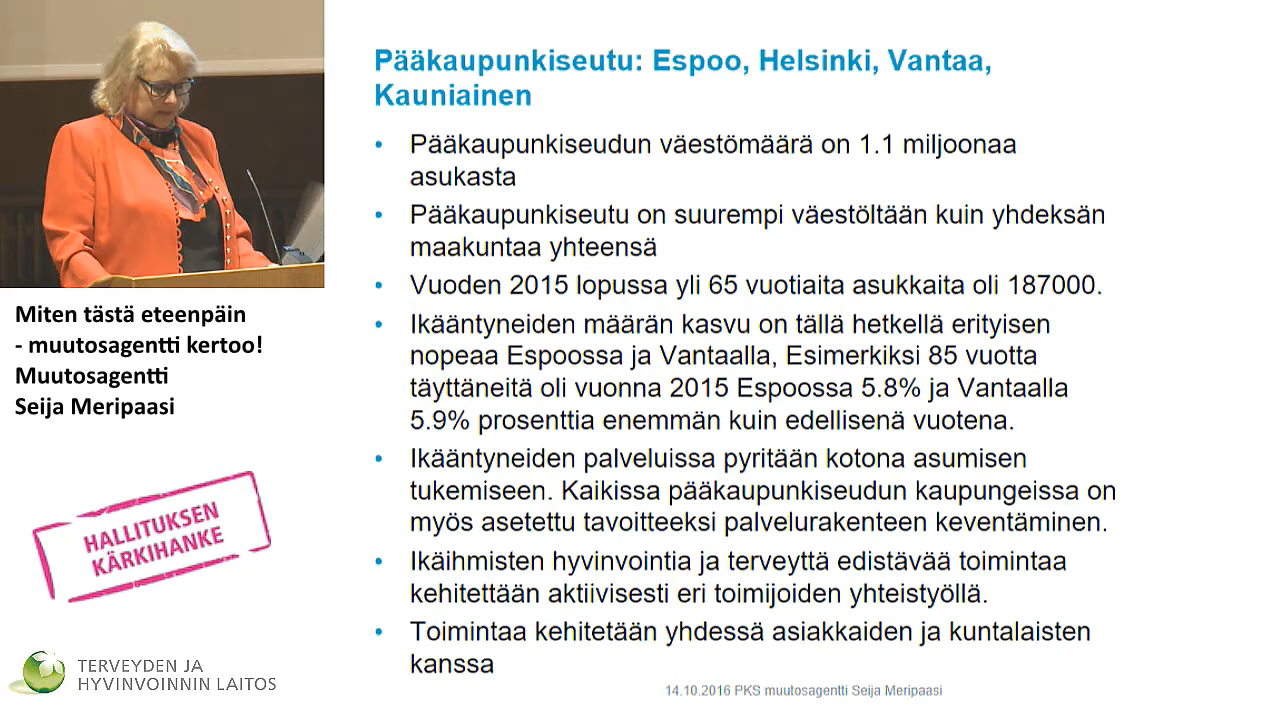 Pääkaupunkiseutu: Espoo, Helsinki, Vantaa,
Kauniainen
• Pääkaupunkiseudun väestömäärä on 1.1 miljoonaa
asukasta
• Pääkaupunkiseutu on suurempi väestöltään kuin yhdeksän
maakuntaa yhteensä
• Vuoden 2015 lopussa yli 65 vuotiaita asukkaita oli 187000.
• Ikääntyneiden määrän kasvu on tällä hetkellä erityisen
nopeaa Espoossa ja Vantaalla, Esimerkiksi 85 vuotta
täyttäneitä oli vuonna 2015 Espoossa 5.8% ja Vantaalla
5.9% prosenttia enemmän kuin edellisenä vuotena.
• Ikääntyneiden palveluissa pyritään kotona asumisen
tukemiseen. Kaikissa pääkaupunkiseudun kaupungeissa on
myös asetettu tavoitteeksi palvelurakenteen keventäminen.
• Ikäihmisten hyvinvointia ja terveyttä edistävää toimintaa
kehitettään aktiivisesti eri toimijoiden yhteistyöllä.
• Toimintaa kehitetään yhdessä asiakkaiden ja kuntalaisten
kanssa
14.10.2016 PKS muutosagentti Seija Meripaasi
Miten tästä eteenpäin
- muutosagentti kertoo!
Muutosagentti
Seija Meripaasi
HALLITUKSEN
KÄRKIHANKE
TERVEYDEN JA
HYVINVOINNIN LAITOS